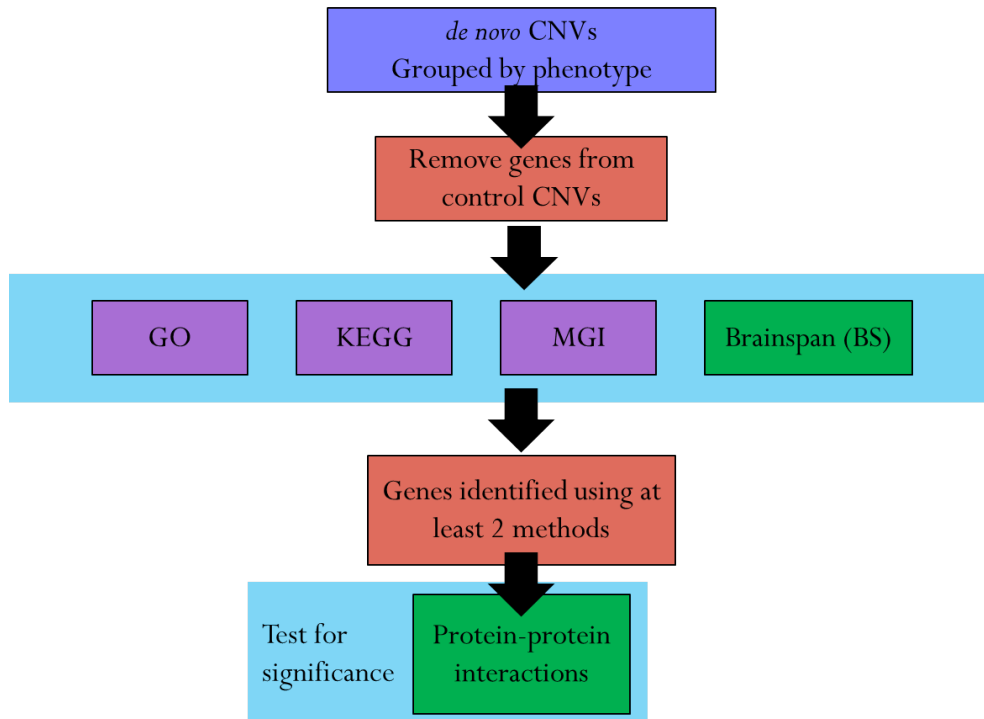 de novo CNVs
Grouped by phenotype
Remove genes from
control CNVs
GO
KEGG
MGI
Brainspan (BS)
Genes identified using at
least 2 methods
Test for
significance
Protein-protein
interactions